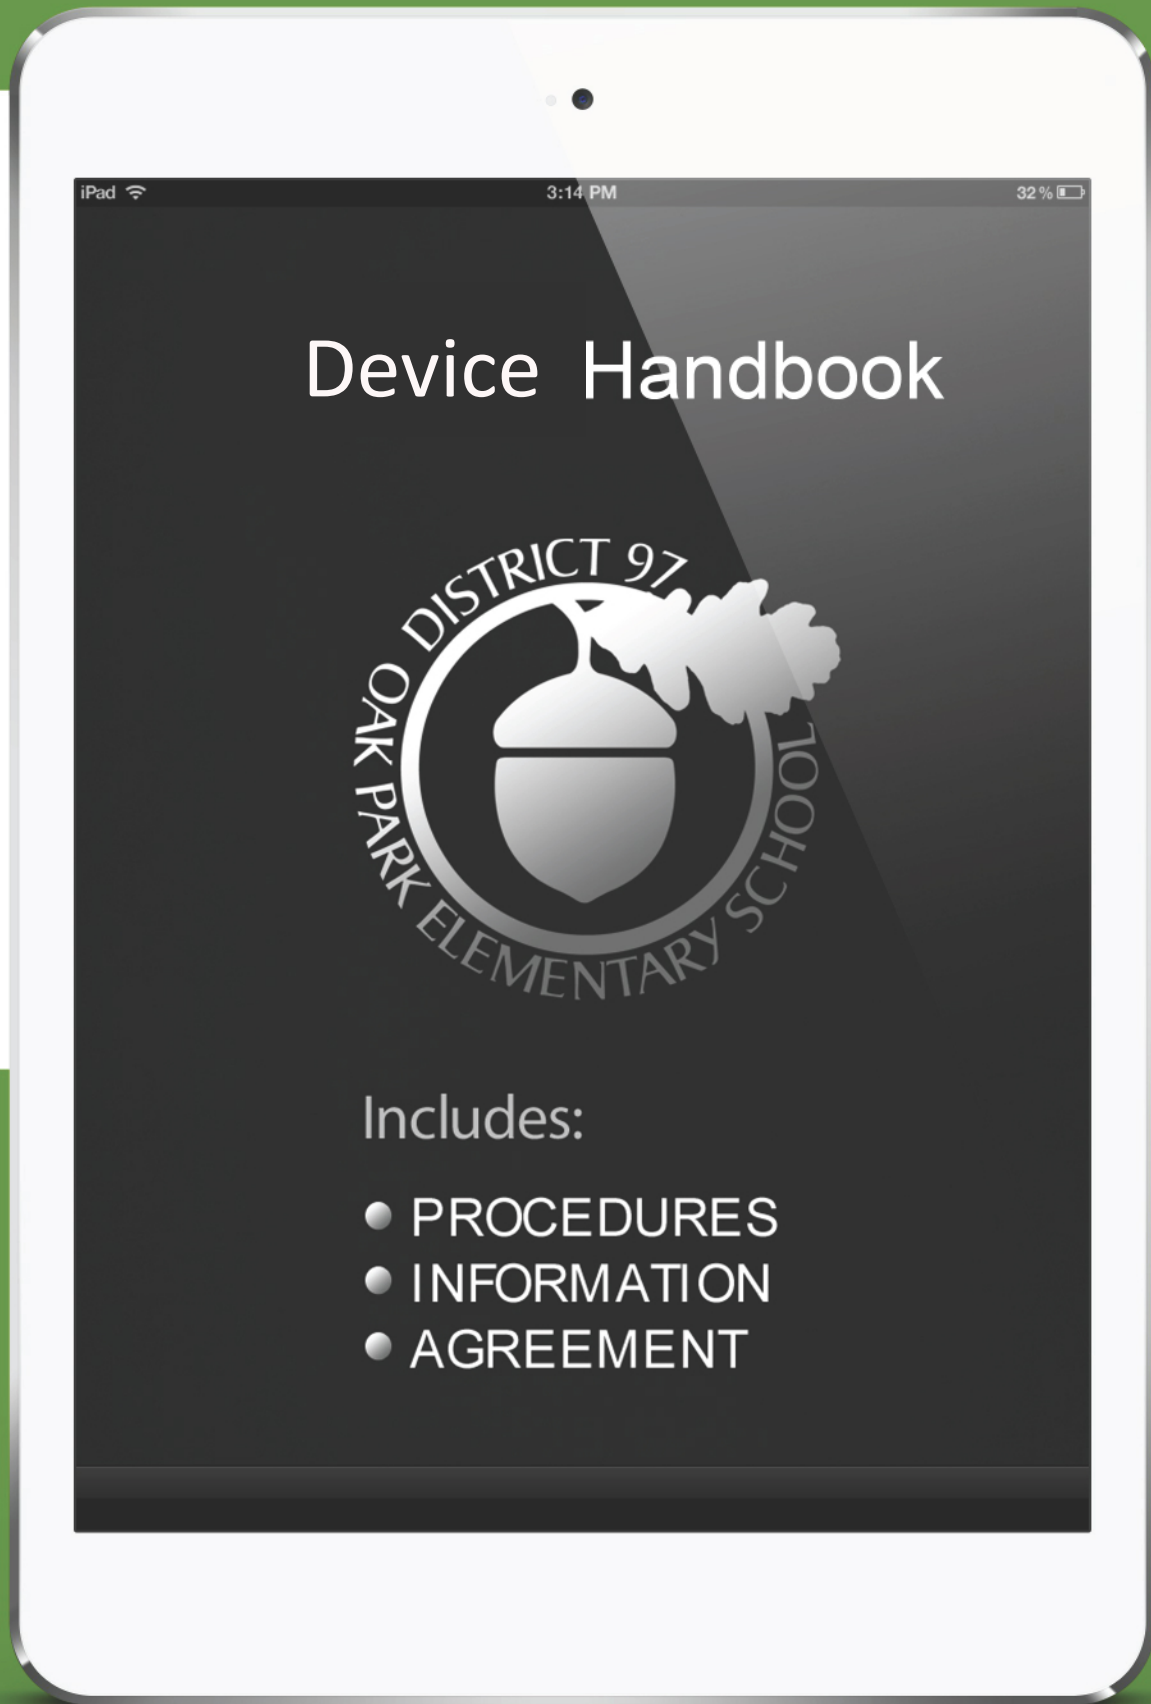 iPad 3:14 PM 32%
Device Handbook
OAK PARK ELEMENTARY SCHOOL DISTRICT 97
Includes:
PROCEDURES
INFORMATION
AGREEMENT